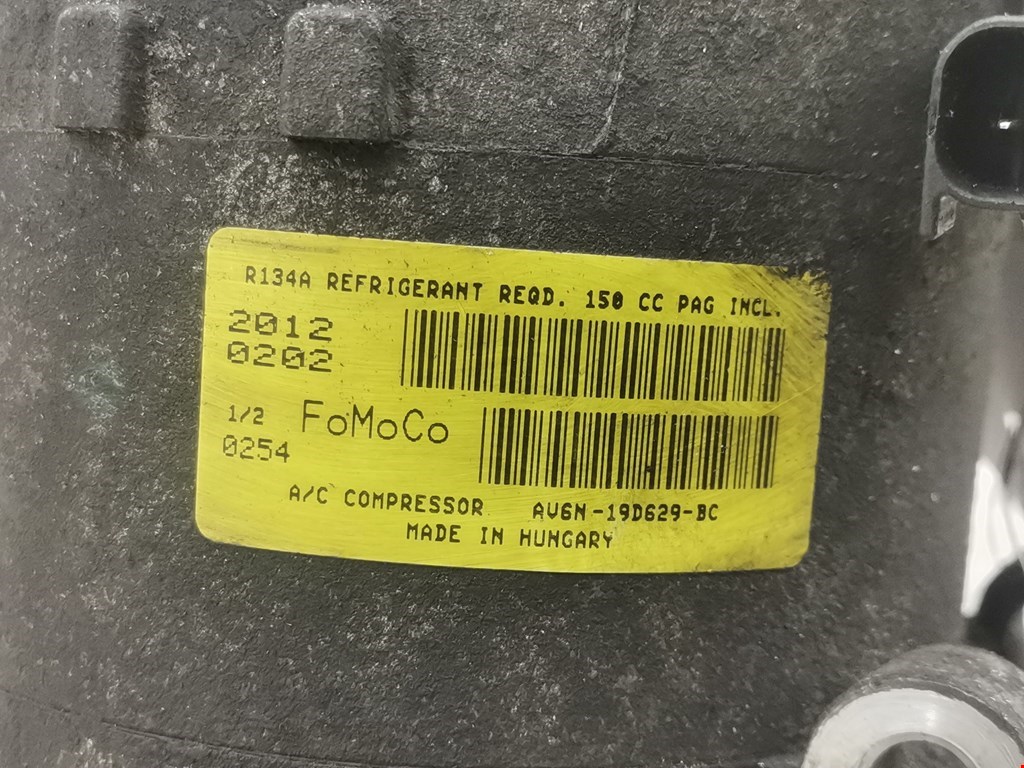 R134A REFRIGERANT REQD. 150 CC PAG INCL.
2012
0202
1/2 FoMoCo
0254
A/C COMPRESSOR AV6N-19D629-BC
MADE IN HUNGARY